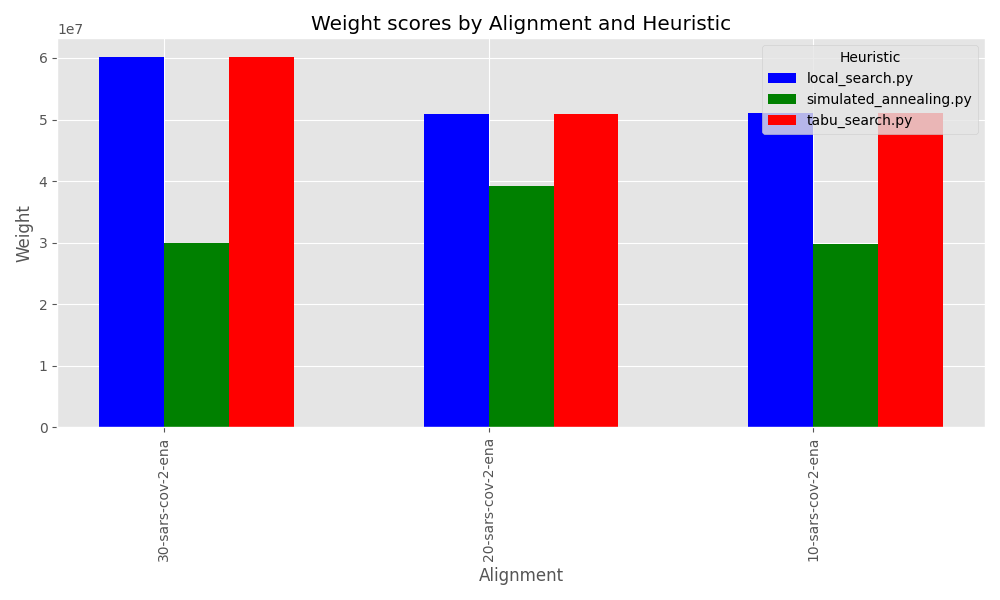 Weight scores by Alignment and Heuristic
1e7
Heuristic
local_search.py
simulated_annealing.py
tabu_search.py
6
5
4
3
2
1
0
Weight
30-sars-cov-2-ena
20-sars-cov-2-ena
10-sars-cov-2-ena
Alignment